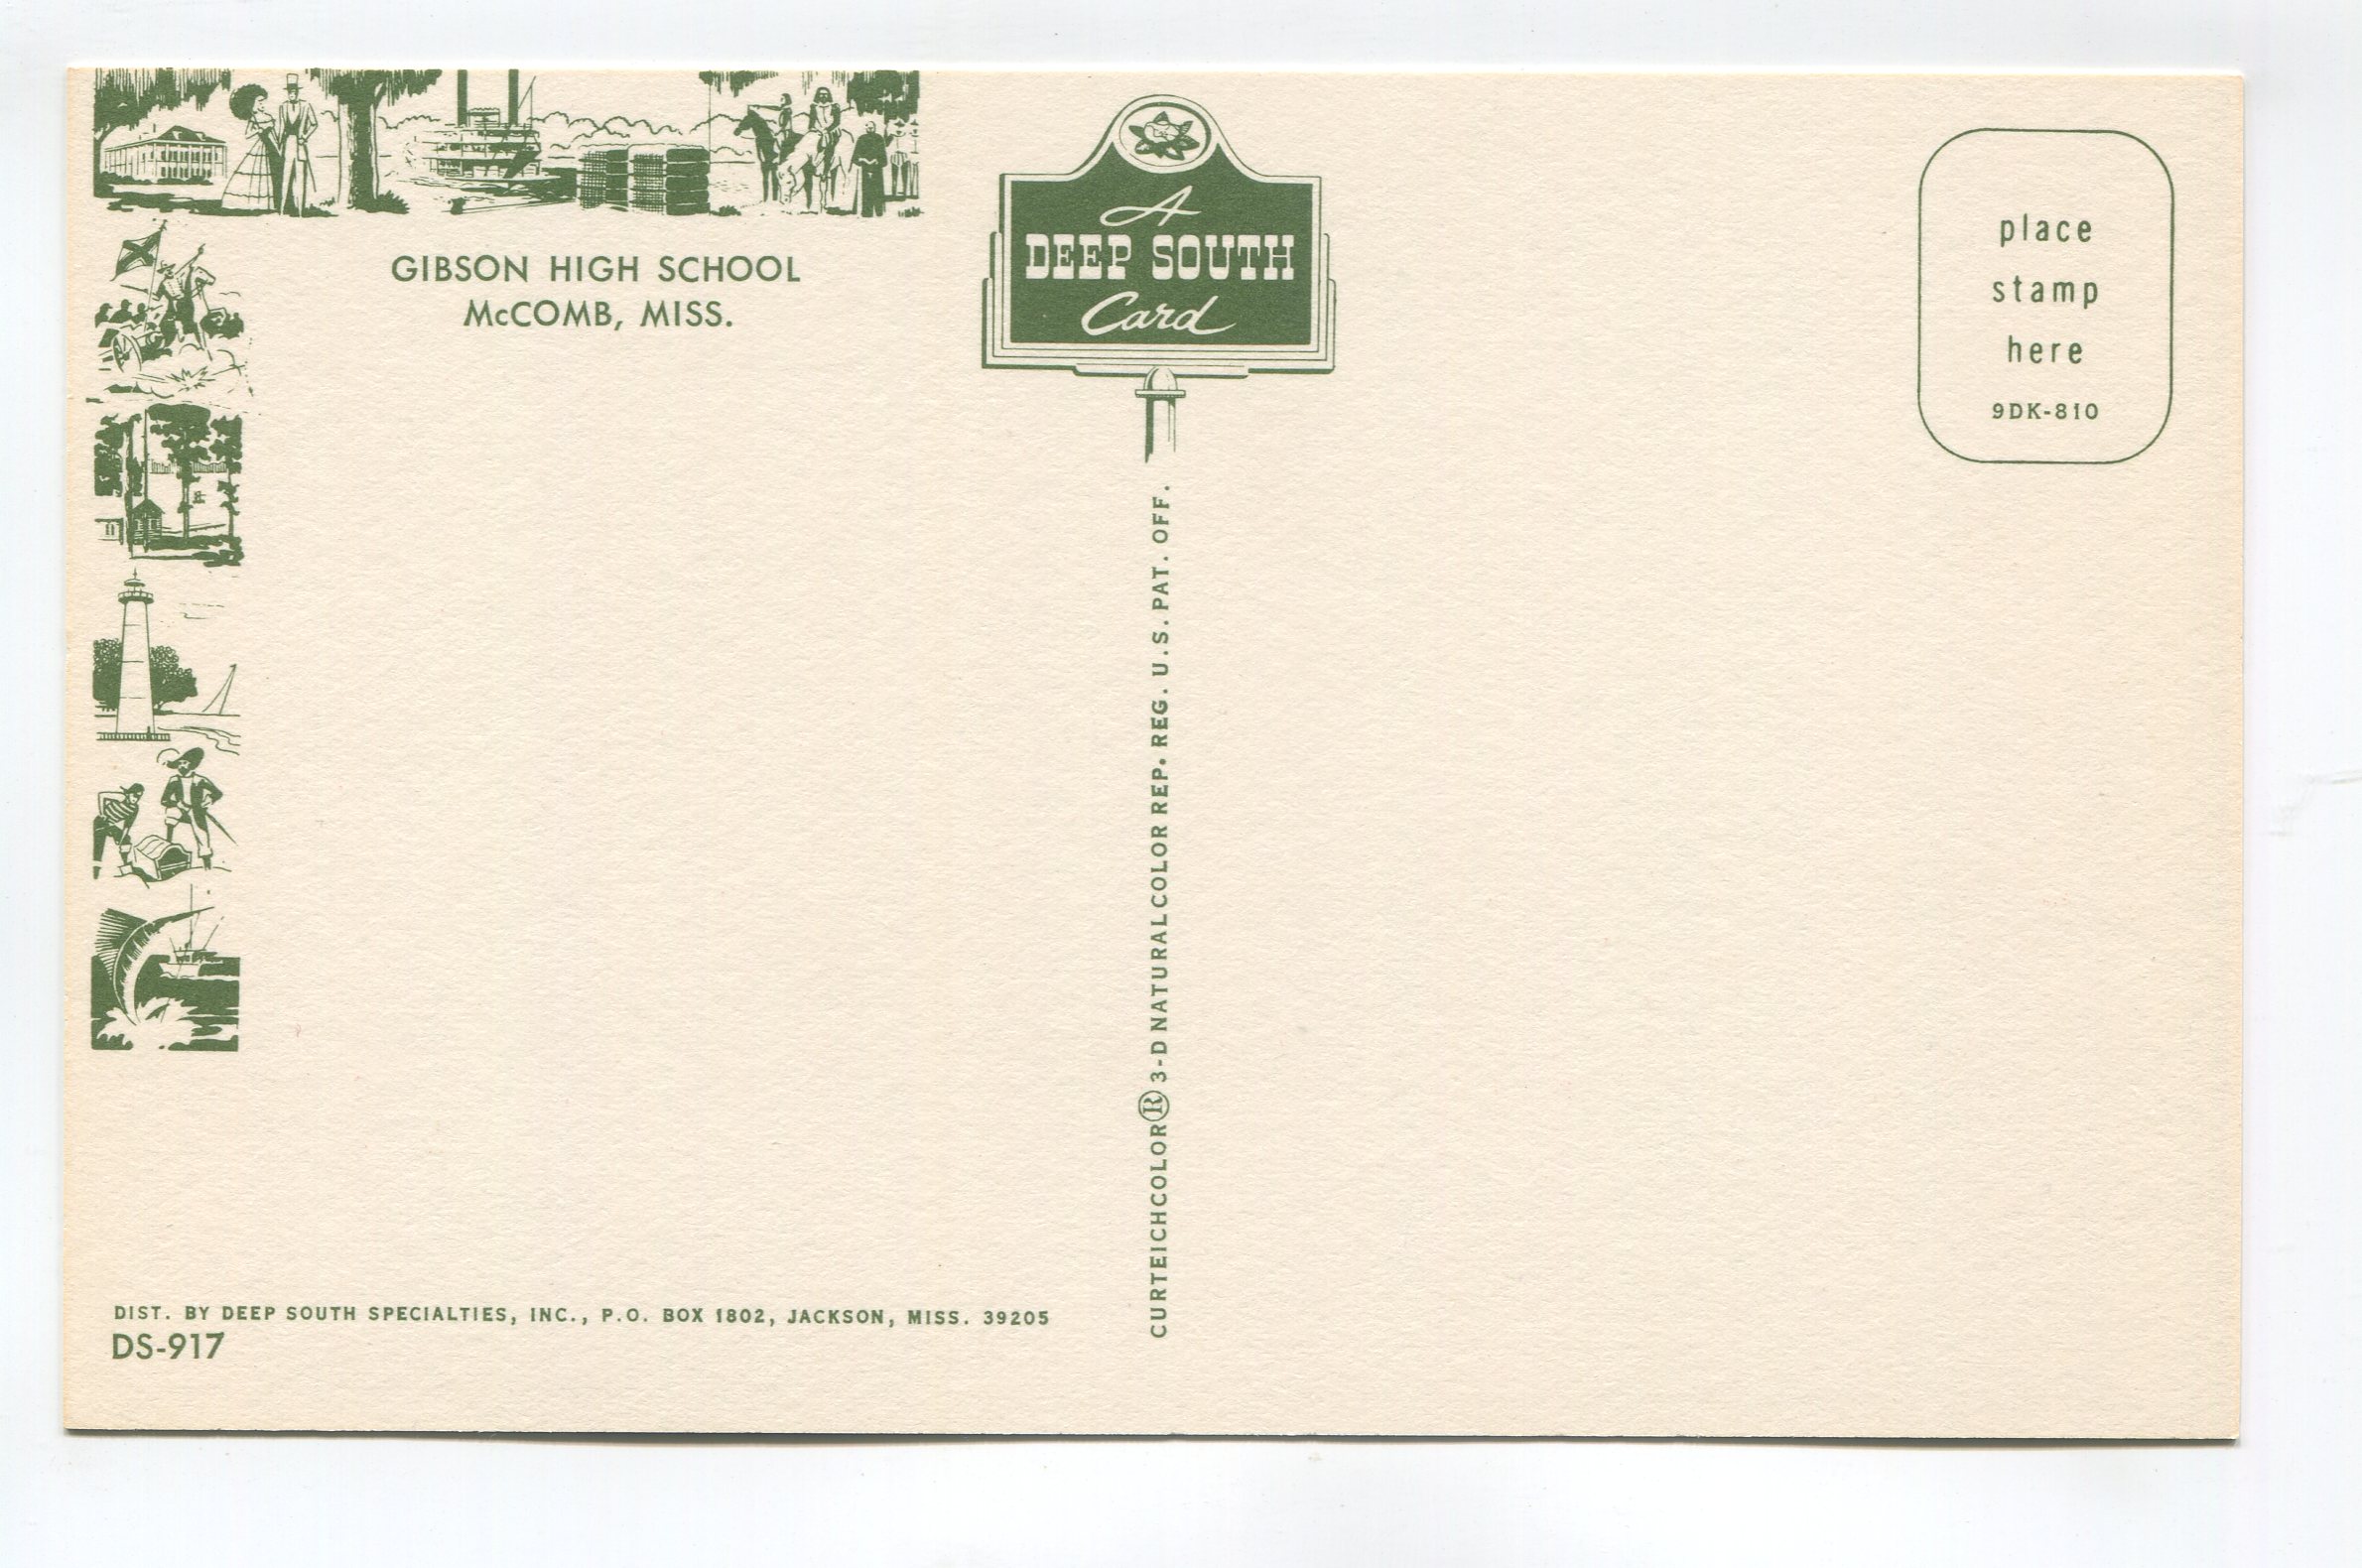 GIBSON HIGH SCHOOL
McCOMB, MISS.
A
DEEP SOUTH
Card
place
stamp
here
9DK-810
CURTEICHCOLOR® 3-D NATURAL COLOR REP. REG. U.S. PAT. OFF.
DIST. BY DEEP SOUTH SPECIALTIES, INC., P.O. BOX 1802, JACKSON, MISS. 39205
DS-917